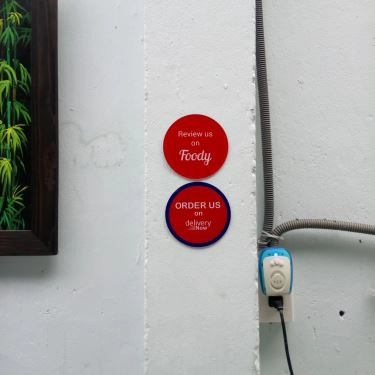 Review us
on
Foody
ORDER US
on
delivery
Now